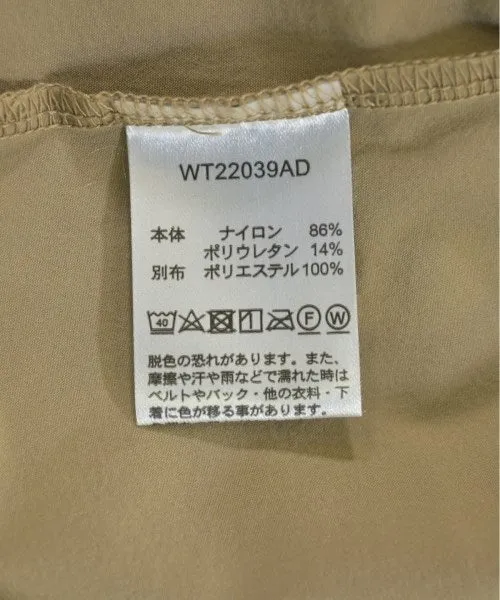 WT22039AD
本体 ナイロン 86%
ポリウレタン 14%
別布 ポリエステル 100%
40 F W
脱色の恐れがあります。また、
摩擦や汗や雨などで濡れた時は
ベルトやバック・他の衣料・下
着に色が移る事があります。